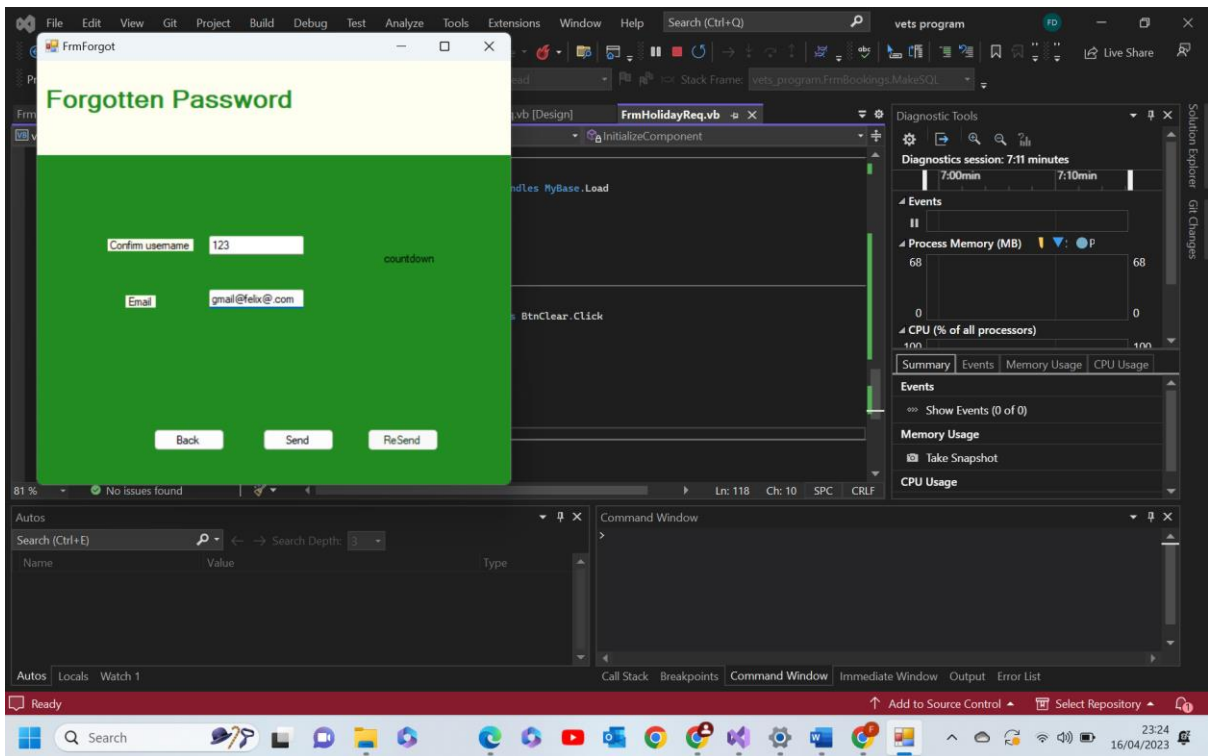 File Edit View Git Project Build Debug Test Analyze Tools Extensions Window Help Search (Ctrl+Q) vets program FD
FrmForgot
Live Share
Stack Frame: vets_program.FrmBookings.MakeSQL
Forgotten Password
.vb [Design] FrmHolidayReq.vb
InitializeComponent
Handles MyBase.Load
Confim username 123
countdown
Email gmail@felix@.com
BtnClear.Click
Back Send ReSend
81 % No issues found Ln: 118 Ch: 10 SPC CRLF
Diagnostic Tools
Diagnostics session: 7:11 minutes
7:00min 7:10min
Events
Process Memory (MB) P
68 68
0 0
CPU (% of all processors)
100 100
Summary Events Memory Usage CPU Usage
Events
Show Events (0 of 0)
Memory Usage
Take Snapshot
CPU Usage
Solution Explorer
Git Changes
Autos
Search (Ctrl+E) Search Depth: 3
Name Value Type
Autos Locals Watch 1
Command Window
>
Call Stack Breakpoints Command Window Immediate Window Output Error List
Ready Add to Source Control Select Repository
Search 23:24
16/04/2023